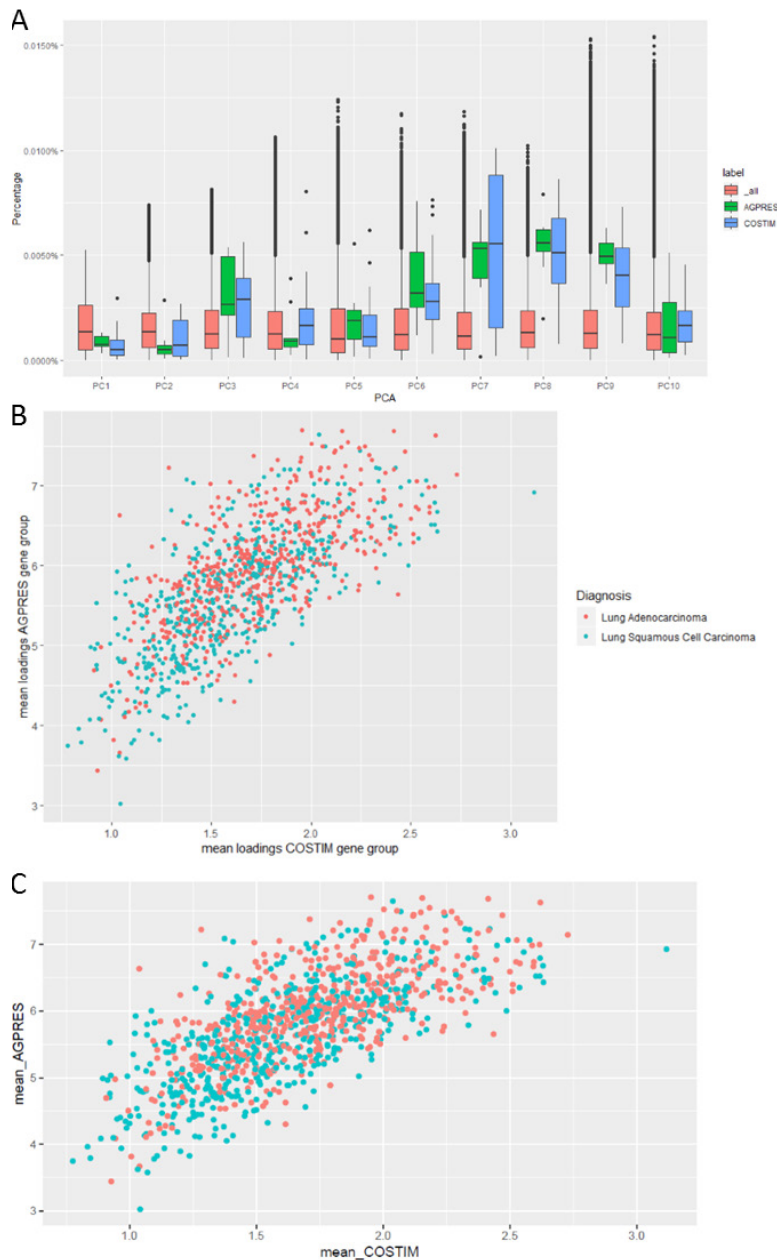 A
0.0150%
0.0100%
0.0050%
0.0000%
Percentage
PC1 PC2 PC3 PC4 PC5 PC6 PC7 PC8 PC9 PC10
PCA
label
_all
AGPRES
COSTIM
B
7
6
5
4
3
mean loadings AGPRES gene group
1.0 1.5 2.0 2.5 3.0
mean loadings COSTIM gene group
Diagnosis
Lung Adenocarcinoma
Lung Squamous Cell Carcinoma
C
7
6
5
4
3
mean_AGPRES
1.0 1.5 2.0 2.5 3.0
mean_COSTIM